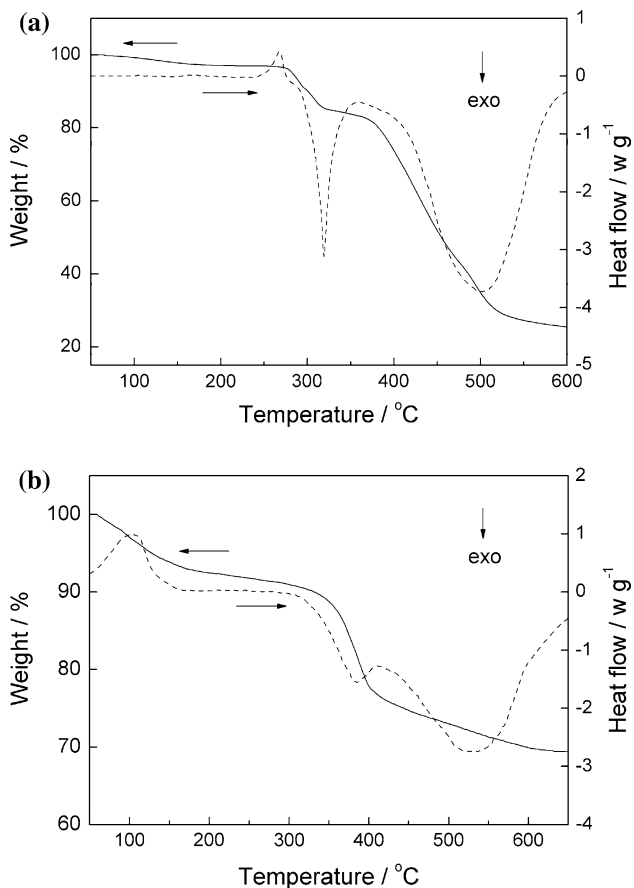 (a)
100
80
60
40
20
Weight / %
exo
1
0
-1
-2
-3
-4
-5
Heat flow / w g⁻¹
100 200 300 400 500 600
Temperature / °C
(b)
100
90
80
70
60
Weight / %
exo
2
1
0
-1
-2
-3
-4
Heat flow / w g⁻¹
100 200 300 400 500 600
Temperature / °C